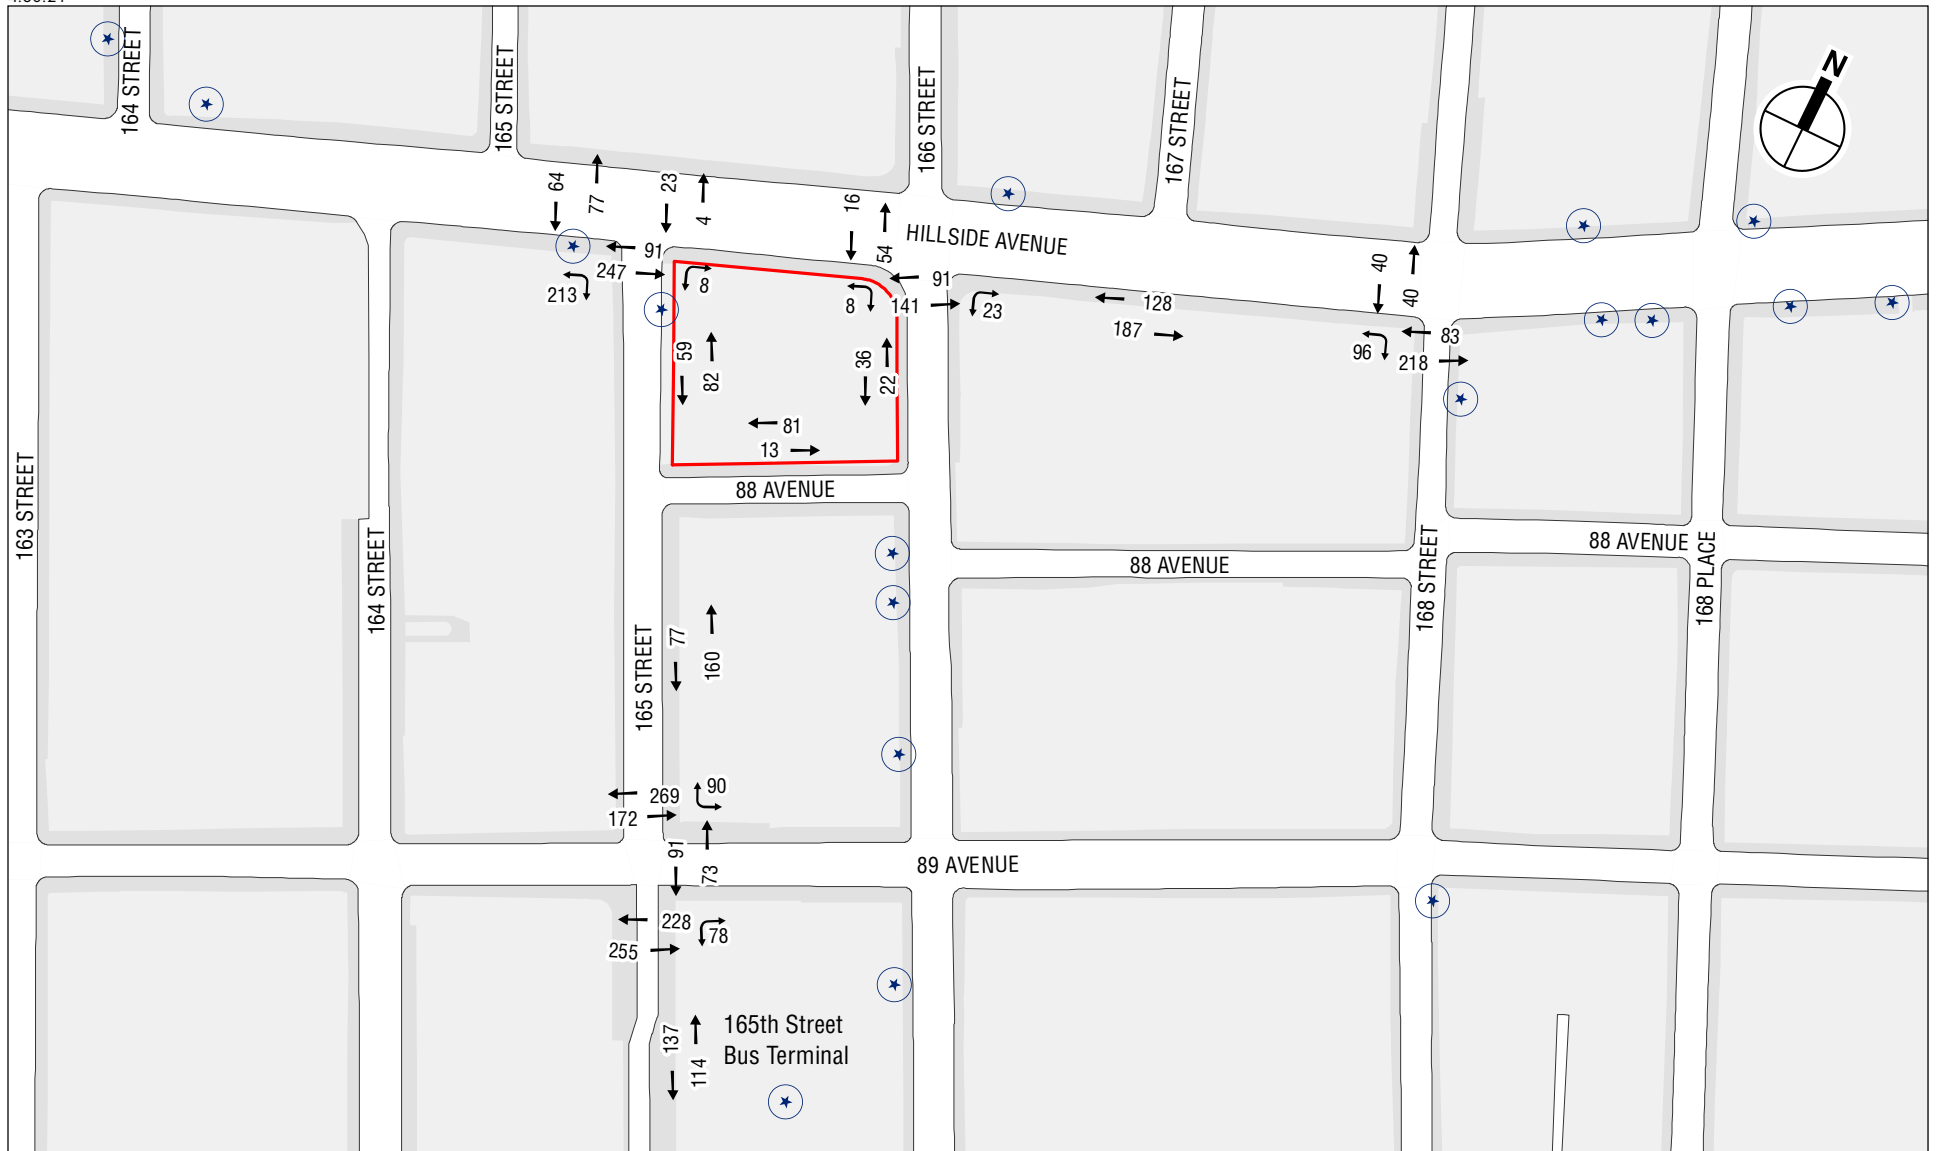 164 STREET
165 STREET
166 STREET
167 STREET
N
64
77
23
4
16
54
HILLSIDE AVENUE
40
40
91
247
213
8
8
91
141
23
128
187
96
83
218
59
82
36
22
81
13
88 AVENUE
163 STREET
164 STREET
88 AVENUE
168 STREET
88 AVENUE
168 PLACE
165 STREET
77
160
269
172
90
91
73
89 AVENUE
228
255
78
137
114
165th Street
Bus Terminal